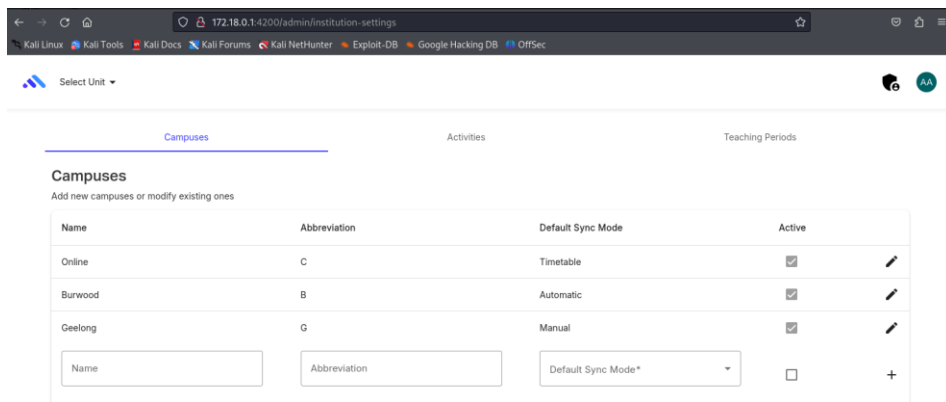 172.18.0.1:4200/admin/institution-settings
Kali Linux Kali Tools Kali Docs Kali Forums Kali NetHunter Exploit-DB Google Hacking DB OffSec
Select Unit AA
Campuses Activities Teaching Periods
Campuses
Add new campuses or modify existing ones
Name Abbreviation Default Sync Mode Active
Online C Timetable
Burwood B Automatic
Geelong G Manual
Name Abbreviation Default Sync Mode*